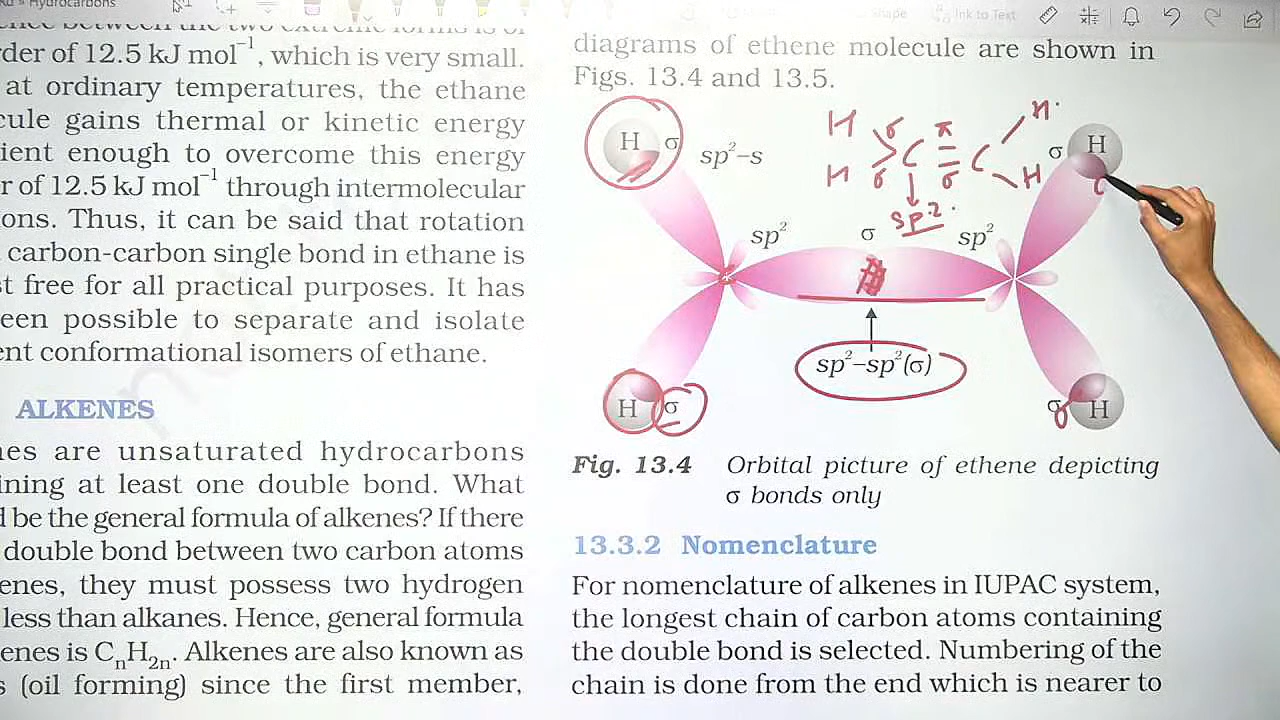 Hydrocarbons
Shape
Ink to Text
rder of 12.5 kJ mol⁻¹, which is very small.
at ordinary temperatures, the ethane
cule gains thermal or kinetic energy
ient enough to overcome this energy
r of 12.5 kJ mol⁻¹ through intermolecular
ons. Thus, it can be said that rotation
carbon-carbon single bond in ethane is
st free for all practical purposes. It has
een possible to separate and isolate
ent conformational isomers of ethane.
ALKENES
nes are unsaturated hydrocarbons
ining at least one double bond. What
d be the general formula of alkenes? If there
double bond between two carbon atoms
enes, they must possess two hydrogen
less than alkanes. Hence, general formula
enes is CₙH₂ₙ. Alkenes are also known as
s (oil forming) since the first member,
diagrams of ethene molecule are shown in
Figs. 13.4 and 13.5.
H σ sp²–s
H σ C π C H
H σ σ H
sp²
σ H
sp² σ sp²
sp²–sp²(σ)
H σ
σ H
Fig. 13.4 Orbital picture of ethene depicting
σ bonds only
13.3.2 Nomenclature
For nomenclature of alkenes in IUPAC system,
the longest chain of carbon atoms containing
the double bond is selected. Numbering of the
chain is done from the end which is nearer to